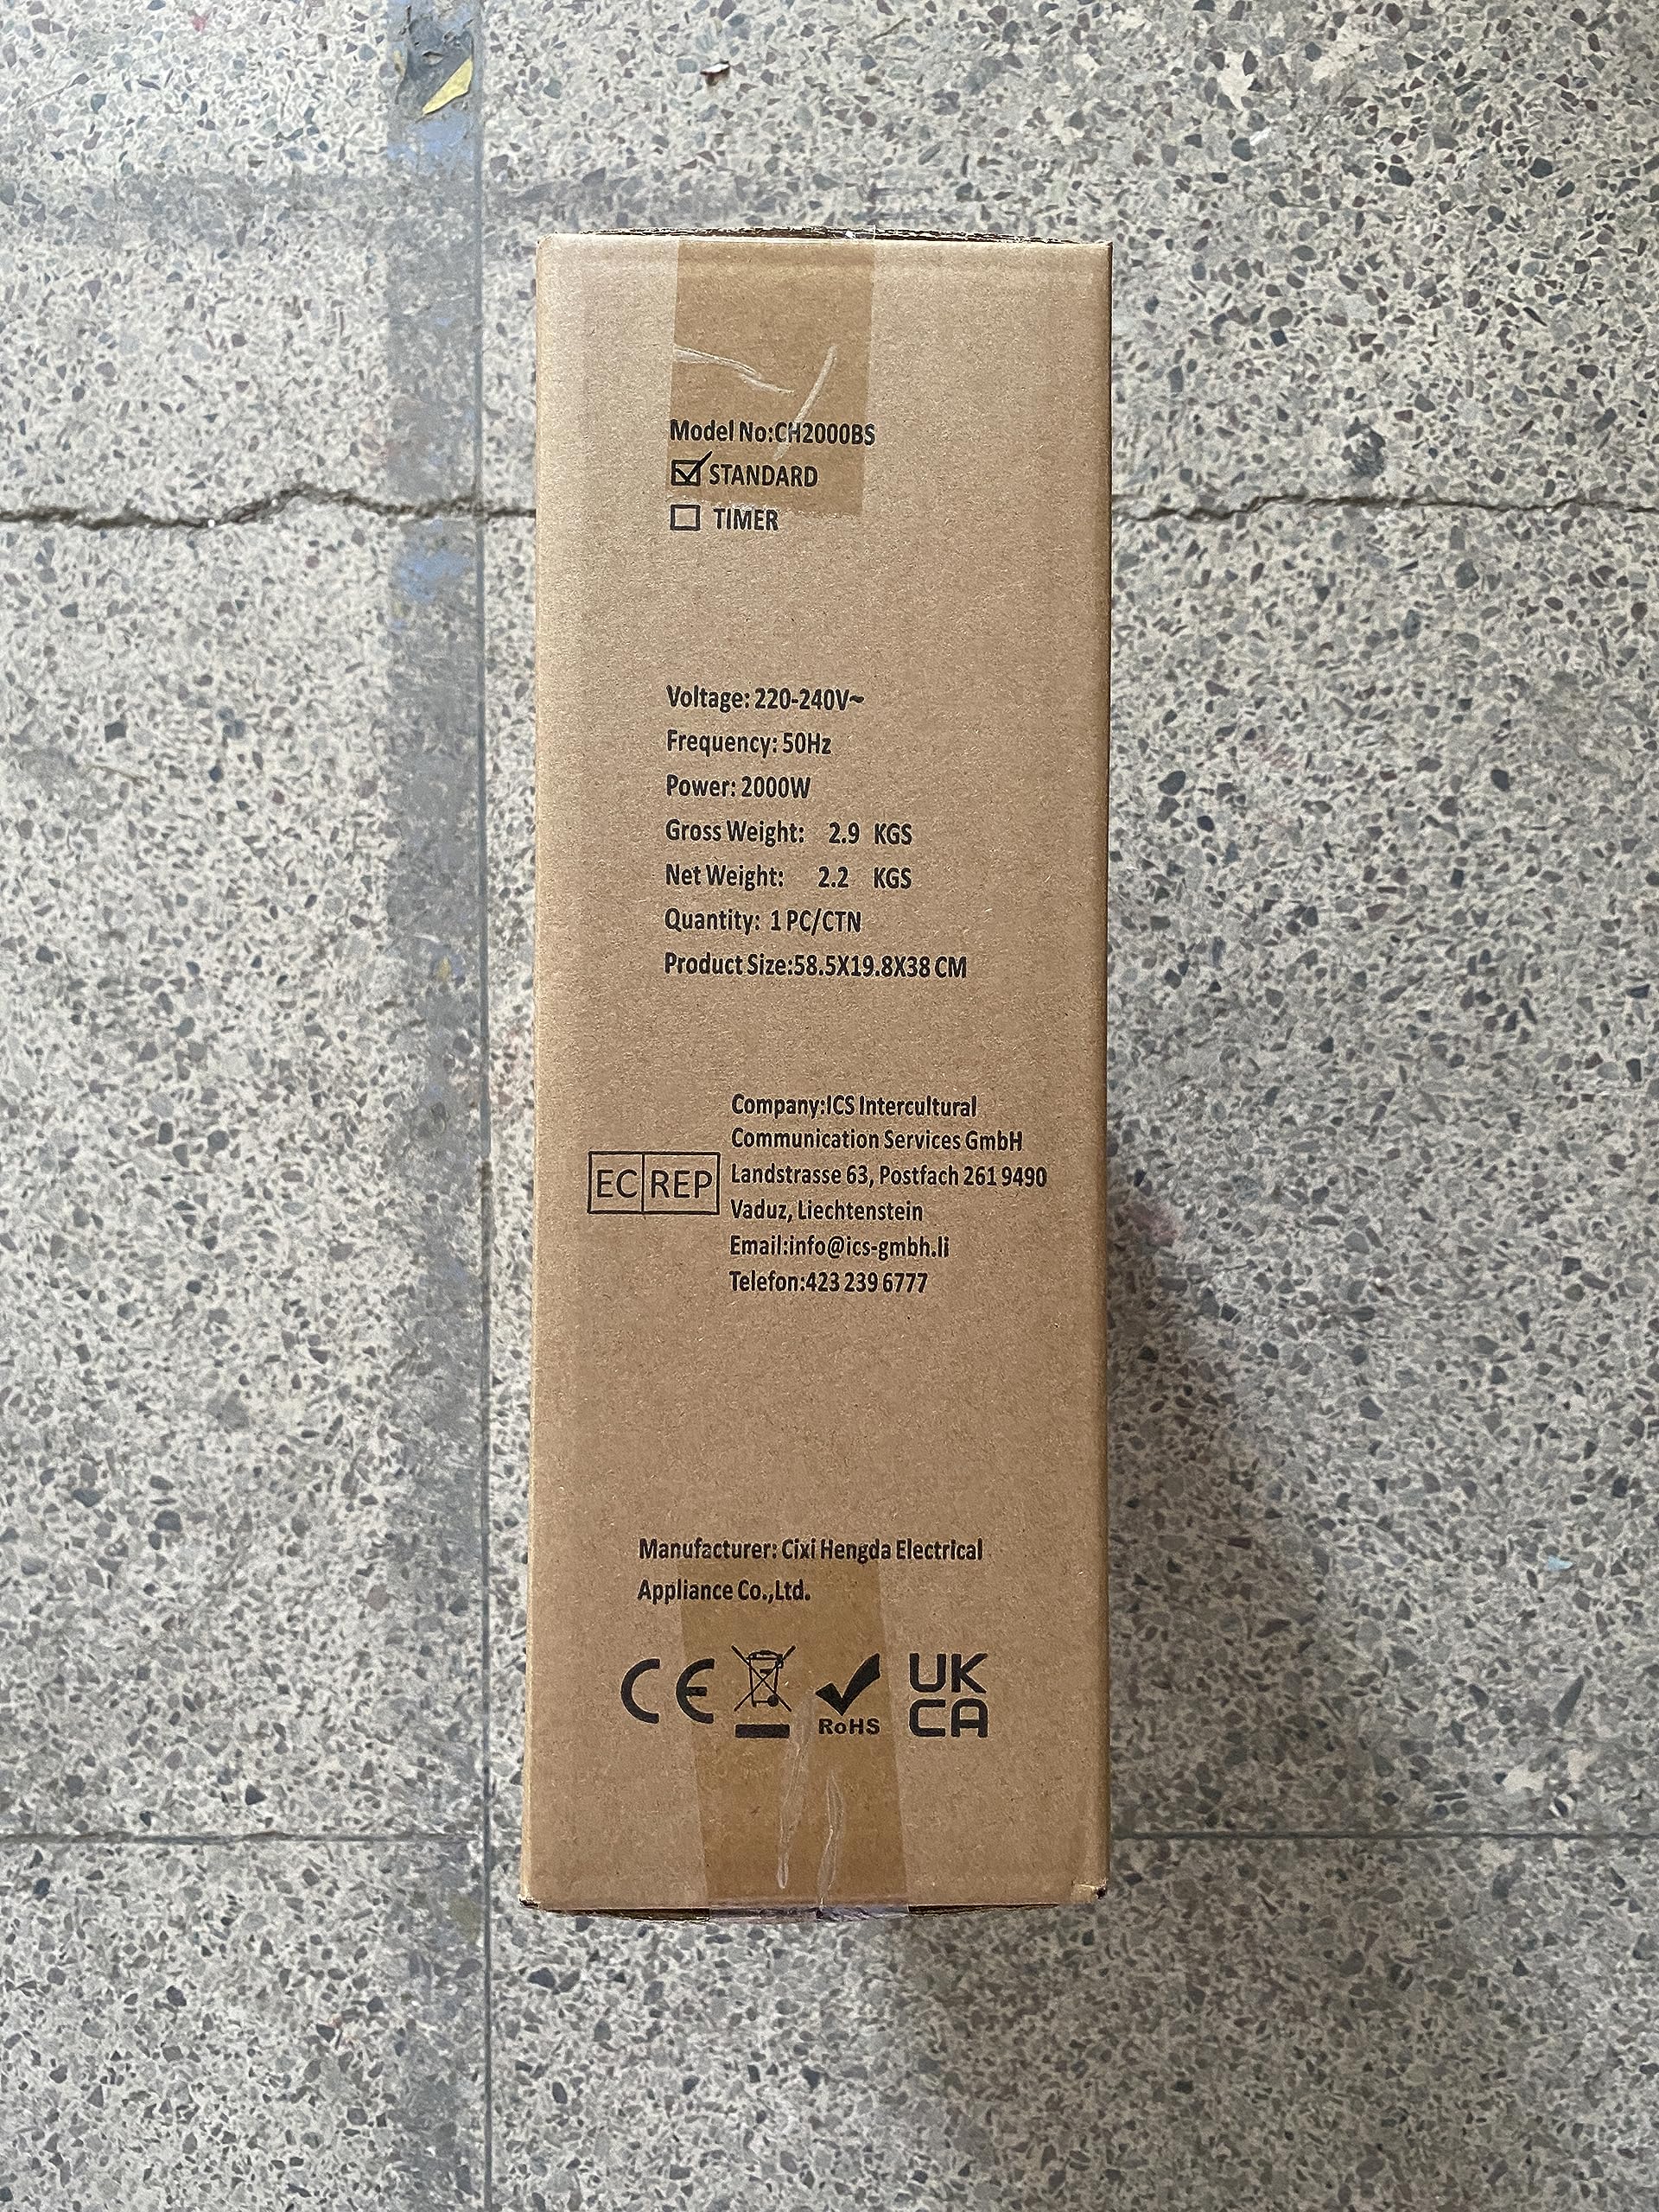 Model No:CH2000BS
STANDARD
TIMER
Voltage: 220-240V~
Frequency: 50Hz
Power: 2000W
Gross Weight: 2.9 KGS
Net Weight: 2.2 KGS
Quantity: 1 PC/CTN
Product Size:58.5X19.8X38 CM
EC REP
Company:ICS Intercultural
Communication Services GmbH
Landstrasse 63, Postfach 261 9490
Vaduz, Liechtenstein
Email:info@ics-gmbh.li
Telefon:423 239 6777
Manufacturer: Cixi Hengda Electrical
Appliance Co.,Ltd.
CE
RoHS
UK
CA